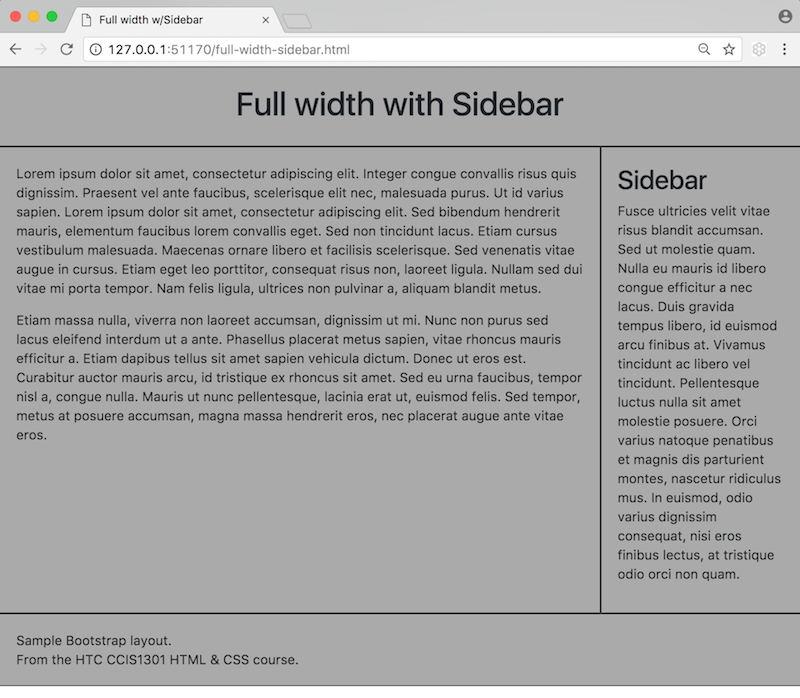 Full width w/Sidebar
127.0.0.1:51170/full-width-sidebar.html
Full width with Sidebar
Lorem ipsum dolor sit amet, consectetur adipiscing elit. Integer congue convallis risus quis
dignissim. Praesent vel ante faucibus, scelerisque elit nec, malesuada purus. Ut id varius
sapien. Lorem ipsum dolor sit amet, consectetur adipiscing elit. Sed bibendum hendrerit
mauris, elementum faucibus lorem convallis eget. Sed non tincidunt lacus. Etiam cursus
vestibulum malesuada. Maecenas ornare libero et facilisis scelerisque. Sed venenatis vitae
augue in cursus. Etiam eget leo porttitor, consequat risus non, laoreet ligula. Nullam sed dui
vitae mi porta tempor. Nam felis ligula, ultrices non pulvinar a, aliquam blandit metus.
Etiam massa nulla, viverra non laoreet accumsan, dignissim ut mi. Nunc non purus sed
lacus eleifend interdum ut a ante. Phasellus placerat metus sapien, vitae rhoncus mauris
efficitur a. Etiam dapibus tellus sit amet sapien vehicula dictum. Donec ut eros est.
Curabitur auctor mauris arcu, id tristique ex rhoncus sit amet. Sed eu urna faucibus, tempor
nisl a, congue nulla. Mauris ut nunc pellentesque, lacinia erat ut, euismod felis. Sed tempor,
metus at posuere accumsan, magna massa hendrerit eros, nec placerat augue ante vitae
eros.
Sidebar
Fusce ultricies velit vitae
risus blandit accumsan.
Sed ut molestie quam.
Nulla eu mauris id libero
congue efficitur a nec
lacus. Duis gravida
tempus libero, id euismod
arcu finibus at. Vivamus
tincidunt ac libero vel
tincidunt. Pellentesque
luctus nulla sit amet
molestie posuere. Orci
varius natoque penatibus
et magnis dis parturient
montes, nascetur ridiculus
mus. In euismod, odio
varius dignissim
consequat, nisi eros
finibus lectus, at tristique
odio orci non quam.
Sample Bootstrap layout.
From the HTC CCIS1301 HTML & CSS course.